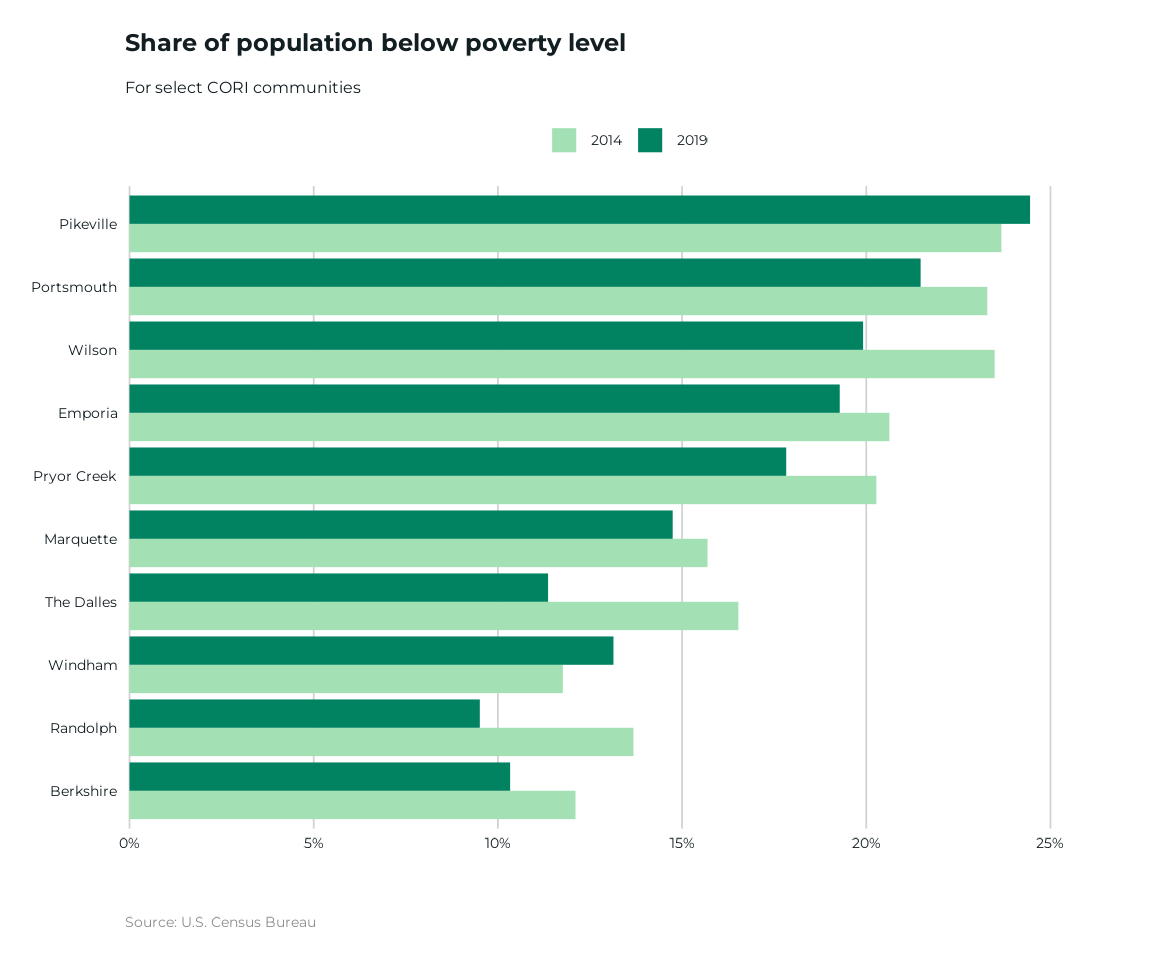 Share of population below poverty level
For select CORI communities
2014 2019
Pikeville
Portsmouth
Wilson
Emporia
Pryor Creek
Marquette
The Dalles
Windham
Randolph
Berkshire
0% 5% 10% 15% 20% 25%
Source: U.S. Census Bureau